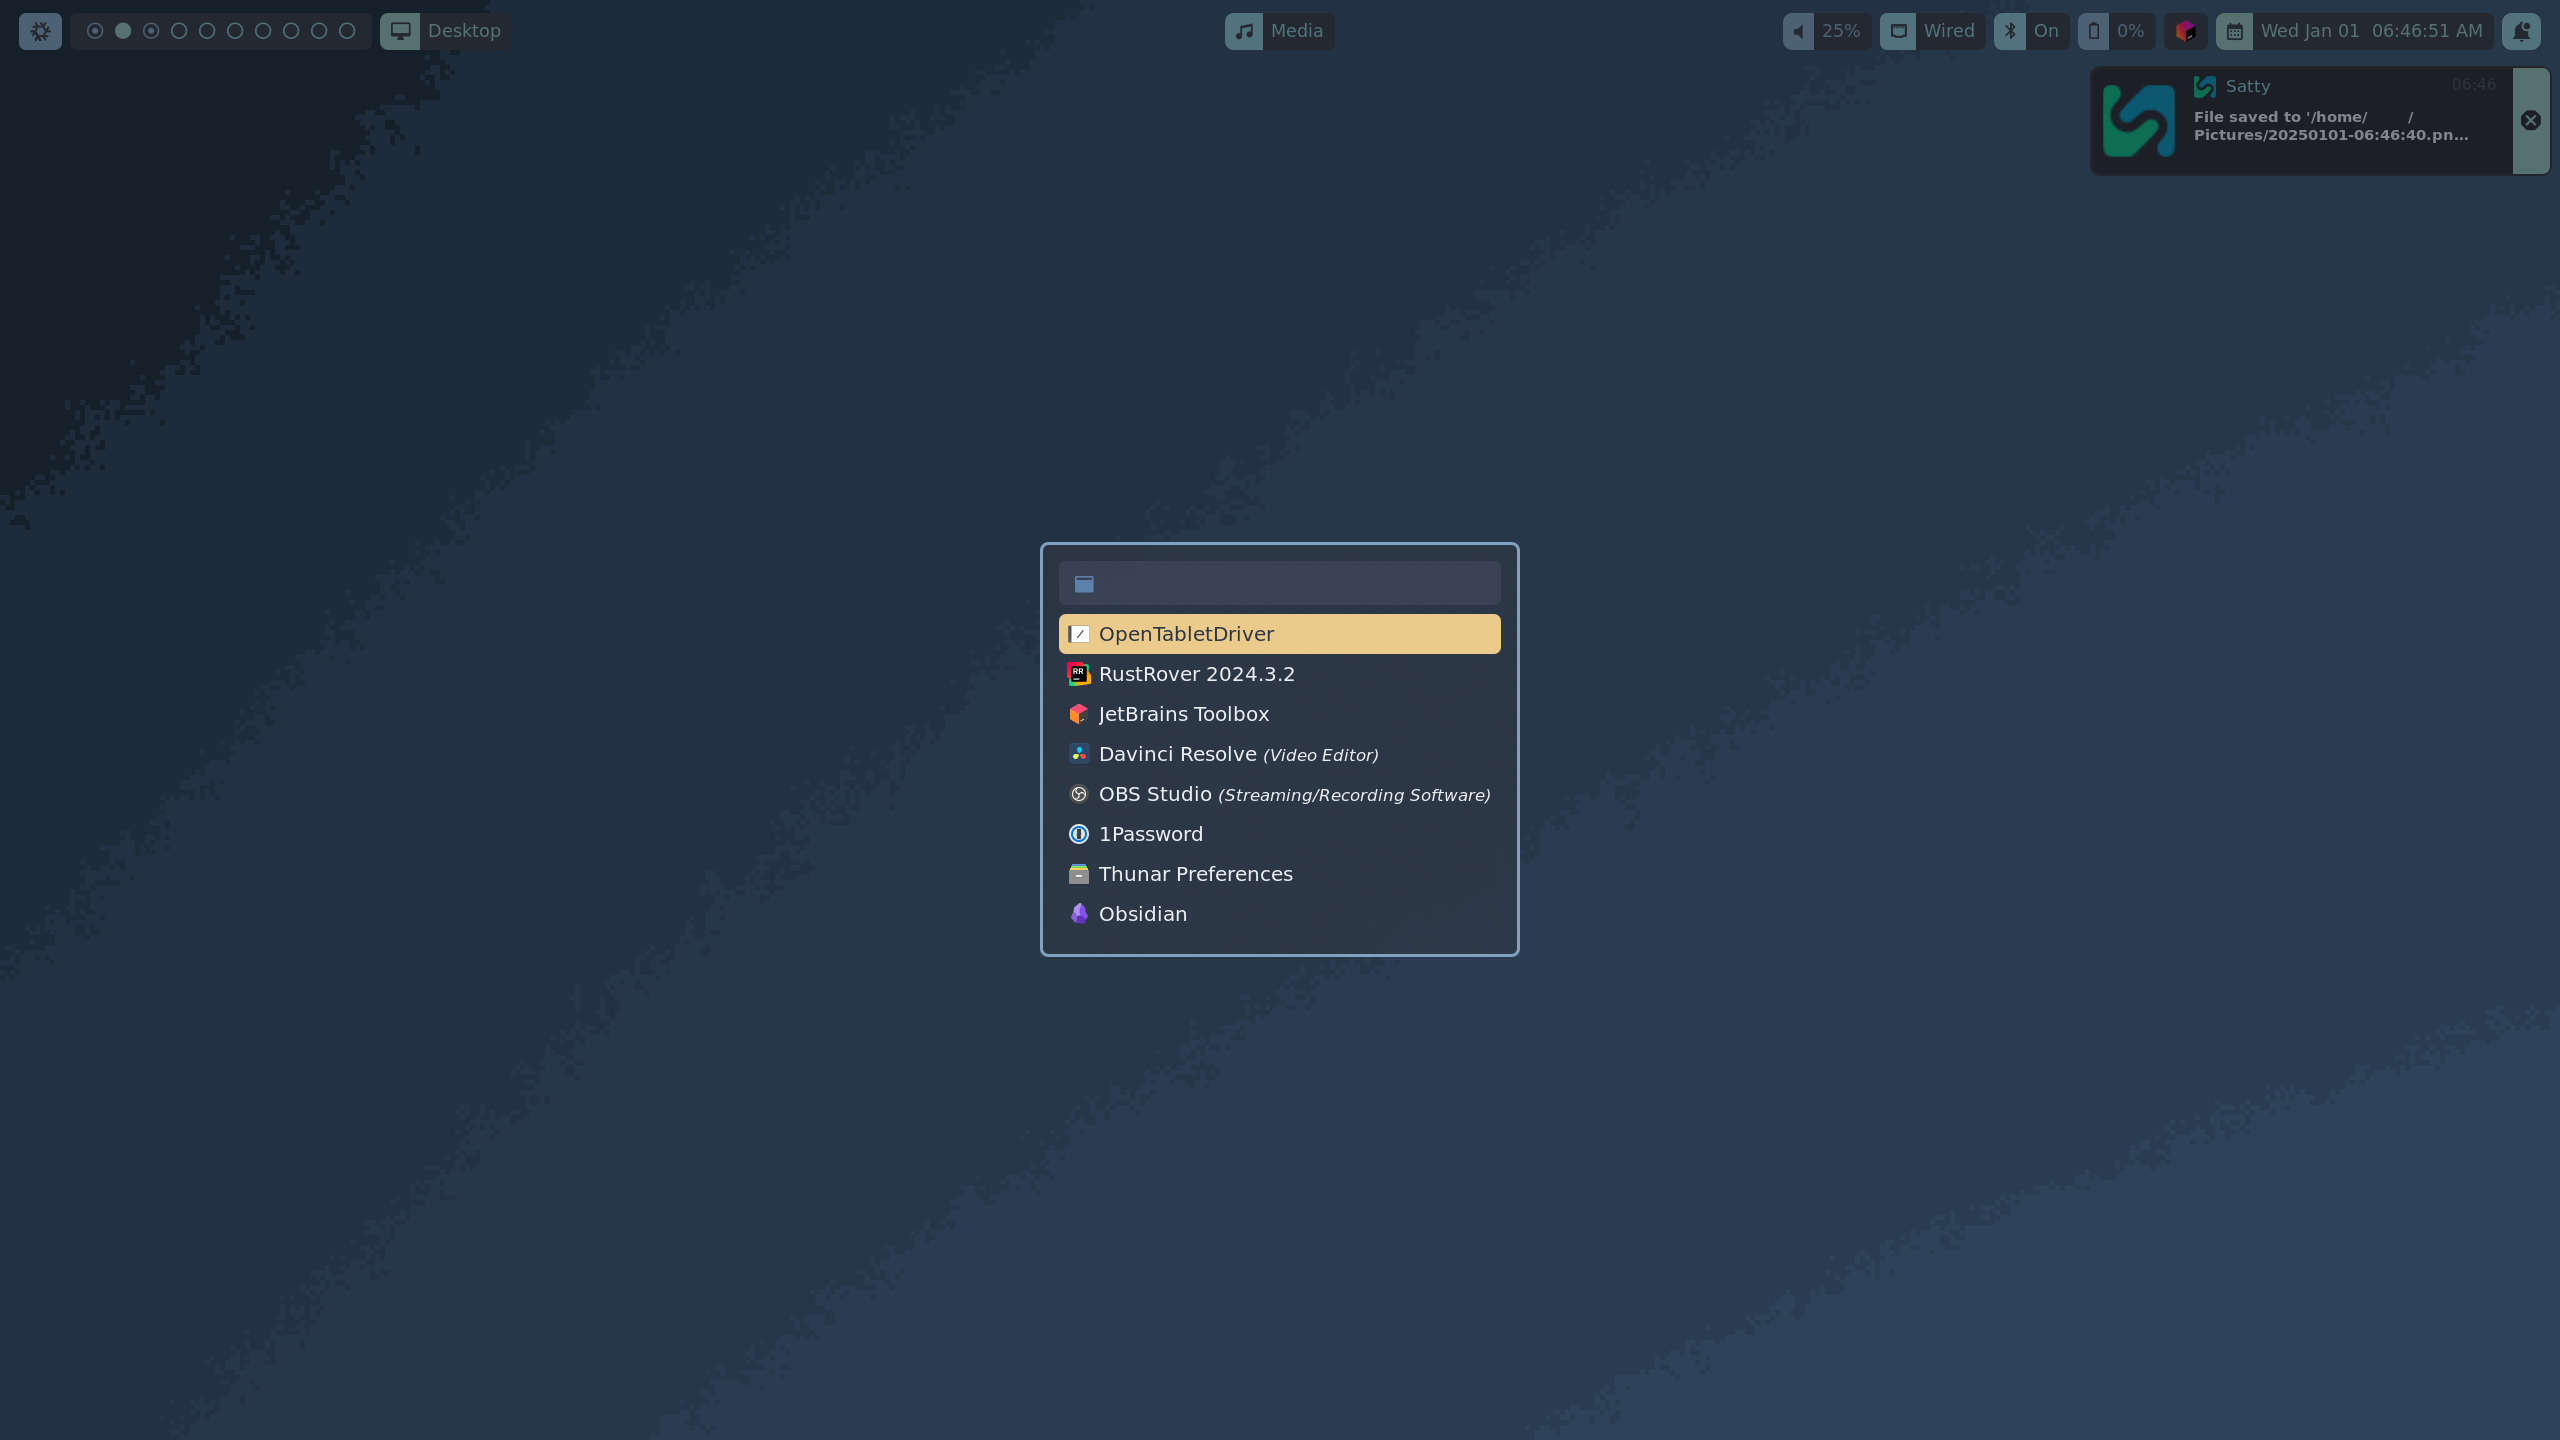 Desktop
Media
25%
Wired
On
0%
Wed Jan 01 06:46:51 AM
Satty
06:46
File saved to '/home/ /
Pictures/20250101-06:46:40.pn…
OpenTabletDriver
RustRover 2024.3.2
JetBrains Toolbox
Davinci Resolve (Video Editor)
OBS Studio (Streaming/Recording Software)
1Password
Thunar Preferences
Obsidian